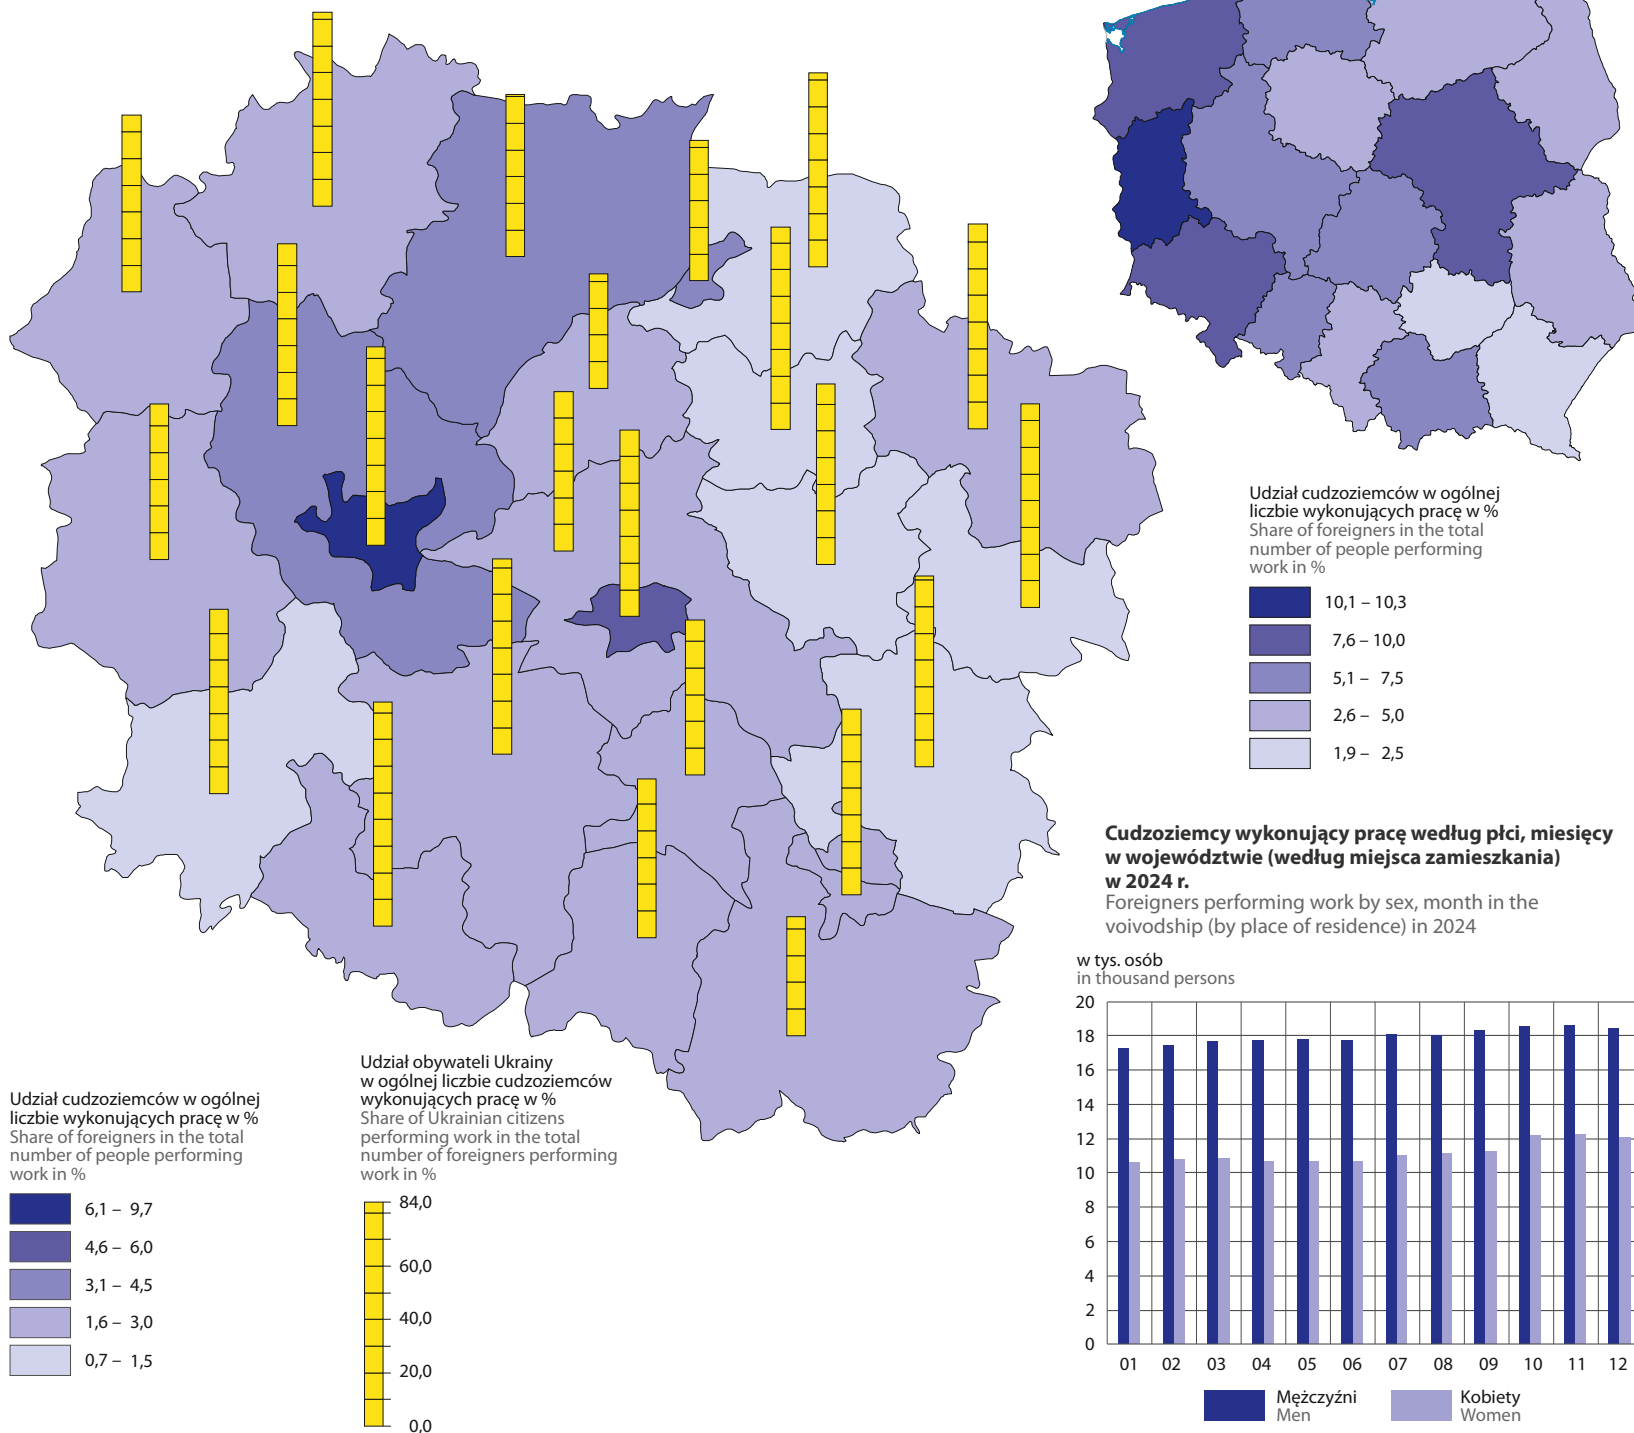 Udział cudzoziemców w ogólnej
liczbie wykonujących pracę w %
Share of foreigners in the total
number of people performing
work in %
10,1 – 10,3
7,6 – 10,0
5,1 – 7,5
2,6 – 5,0
1,9 – 2,5
Cudzoziemcy wykonujący pracę według płci, miesięcy
w województwie (według miejsca zamieszkania)
w 2024 r.
Foreigners performing work by sex, month in the
voivodship (by place of residence) in 2024
w tys. osób
in thousand persons
20
18
16
14
12
10
8
6
4
2
0
01 02 03 04 05 06 07 08 09 10 11 12
Mężczyźni
Men
Kobiety
Women
Udział cudzoziemców w ogólnej
liczbie wykonujących pracę w %
Share of foreigners in the total
number of people performing
work in %
6,1 – 9,7
4,6 – 6,0
3,1 – 4,5
1,6 – 3,0
0,7 – 1,5
Udział obywateli Ukrainy
w ogólnej liczbie cudzoziemców
wykonujących pracę w %
Share of Ukrainian citizens
performing work in the total
number of foreigners performing
work in %
84,0
60,0
40,0
20,0
0,0